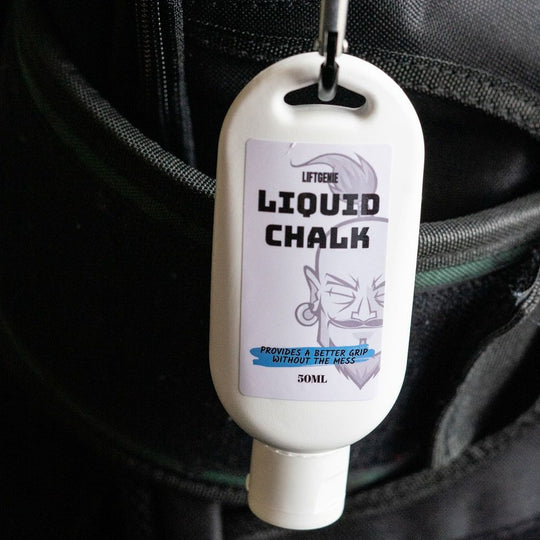 LIFTGENIE
LIQUID
CHALK
PROVIDES A BETTER GRIP
WITHOUT THE MESS
50ML